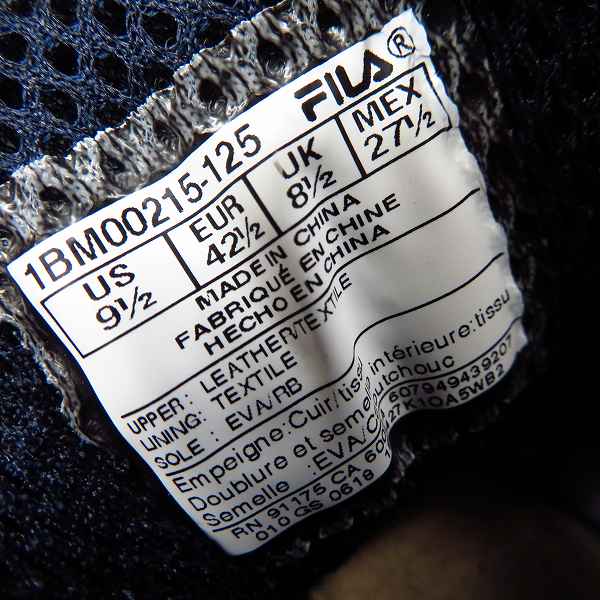 FILA®
1BM00215-125
US EUR UK MEX
9½ 42½ 8½ 27½
MADE IN CHINA
FABRIQUÉ EN CHINE
HECHO EN CHINA
UPPER: LEATHER/TEXTILE
LINING: TEXTILE
SOLE : EVA/RB
Empeigne:Cuir/tissu
Doublure et semelle intérieure:tissu
Semelle :EVA/Caoutchouc
RN 91175 CA 607949439207
010 GS 0618